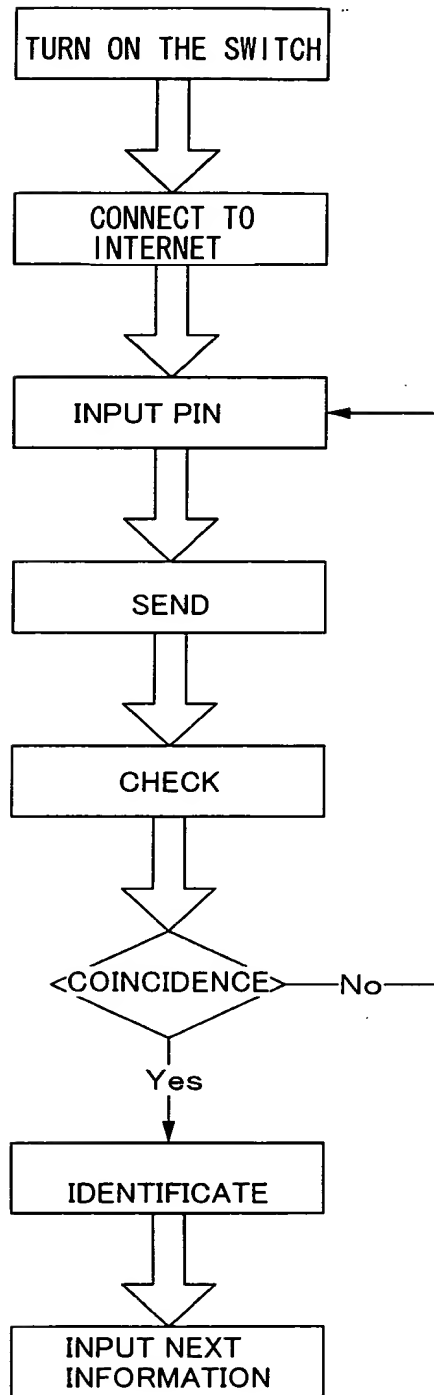 TURN ON THE SWITCH
CONNECT TO
INTERNET
INPUT PIN
SEND
CHECK
COINCIDENCE
No
Yes
IDENTIFICATE
INPUT NEXT
INFORMATION